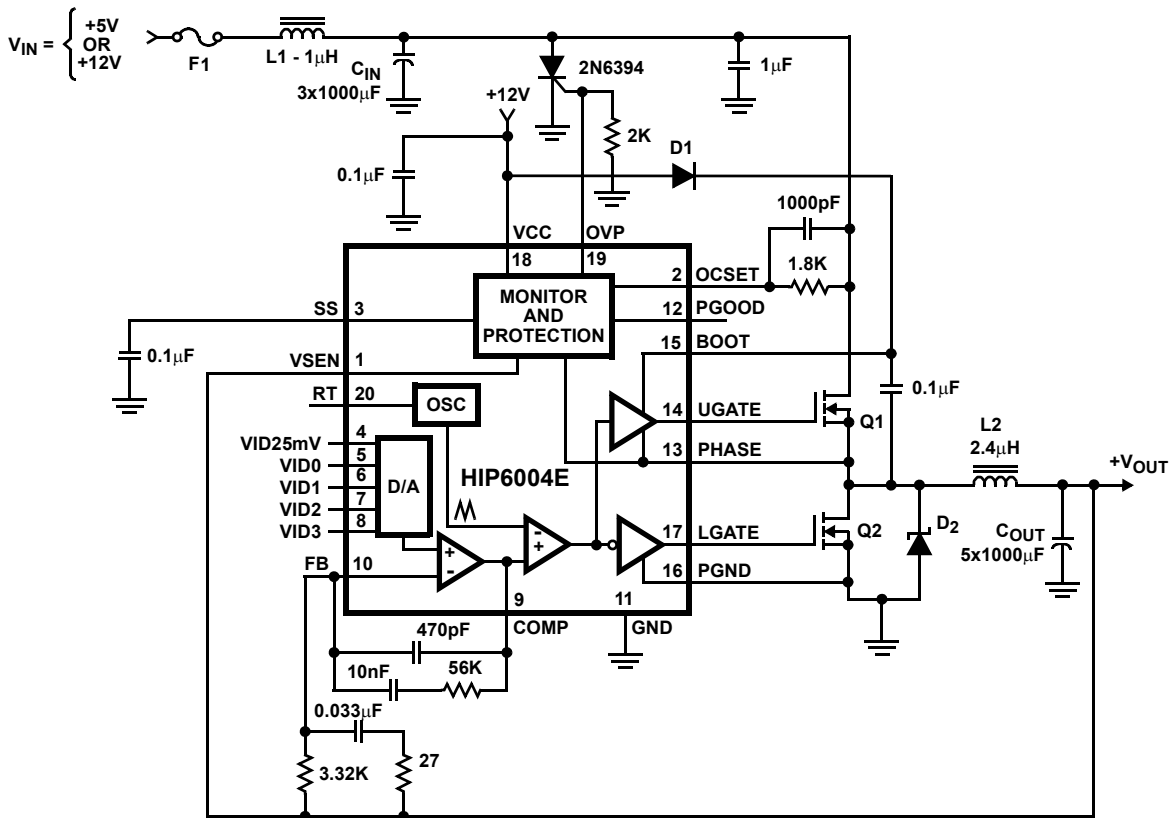 V_IN = { +5V
OR
+12V
F1
L1 - 1µH
C_IN
3x1000µF
2N6394
1µF
+12V
2K
D1
0.1µF
1000pF
VCC
OVP
18
19
2
OCSET
1.8K
MONITOR
AND
PROTECTION
SS
3
12
PGOOD
0.1µF
VSEN
1
15
BOOT
0.1µF
RT
20
OSC
14
UGATE
Q1
VID25mV
4
VID0
5
VID1
6
VID2
7
VID3
8
D/A
HIP6004E
13
PHASE
L2
2.4µH
+V_OUT
+
-
-
+
17
LGATE
Q2
D2
C_OUT
5x1000µF
FB
10
16
PGND
9
11
COMP
GND
470pF
10nF
56K
0.033µF
3.32K
27